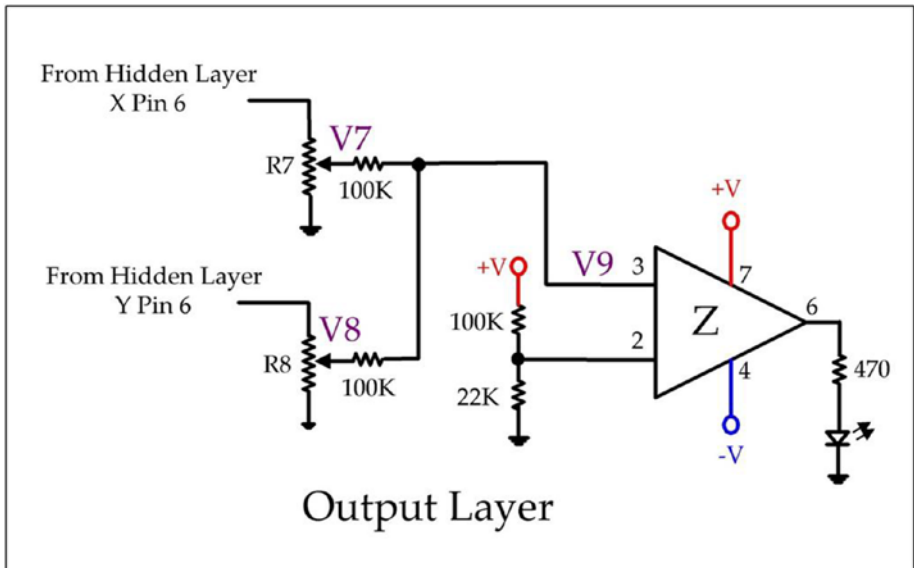 From Hidden Layer
X Pin 6
V7
R7
100K
From Hidden Layer
Y Pin 6
V8
R8
100K
+V
100K
22K
V9
3
2
Z
+V
7
4
-V
6
470
Output Layer